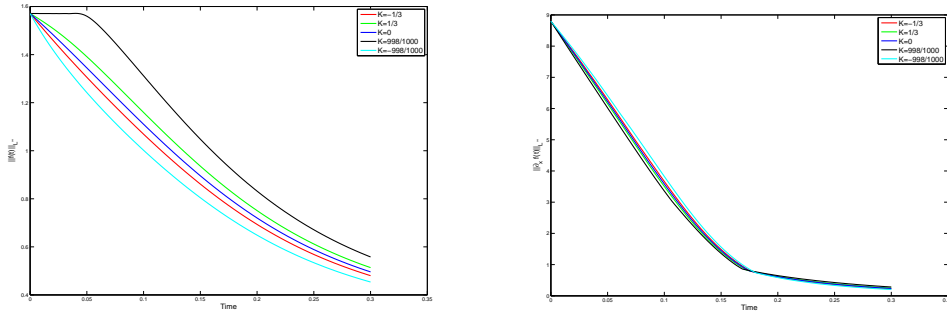 1.6
1.4
1.2
1
0.8
0.6
0.4
0
0.05
0.1
0.15
0.2
0.25
0.3
0.35
Time
||f(t)||_{L^∞}
K=−1/3
K=1/3
K=0
K=998/1000
K=−998/1000
9
8
7
6
5
4
3
2
1
0
0
0.05
0.1
0.15
0.2
0.25
0.3
0.35
Time
||∂_x f(t)||_{L^∞}
K=−1/3
K=1/3
K=0
K=998/1000
K=−998/1000